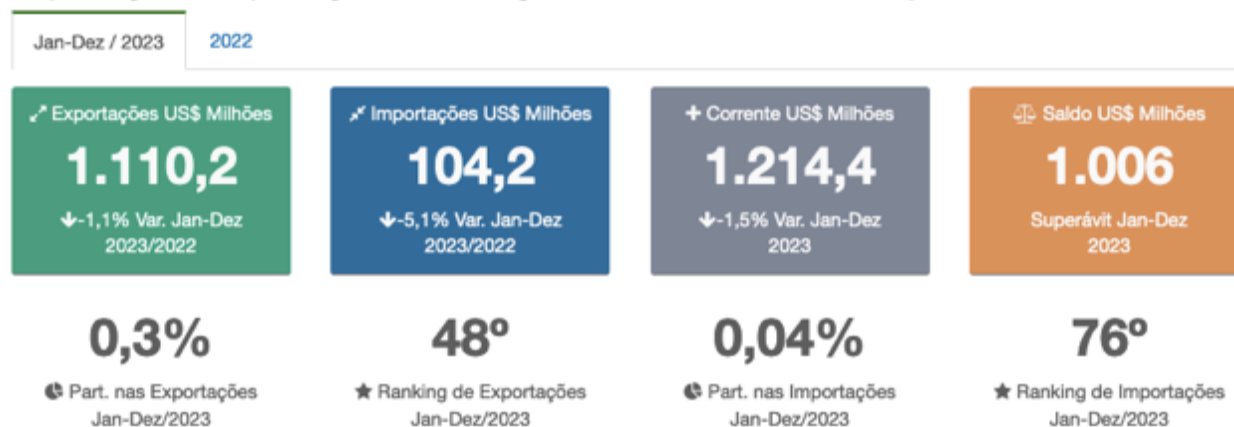 Jan-Dez / 2023 2022
Exportações US$ Milhões
1.110,2
-1,1% Var. Jan-Dez
2023/2022
Importações US$ Milhões
104,2
-5,1% Var. Jan-Dez
2023/2022
Corrente US$ Milhões
1.214,4
-1,5% Var. Jan-Dez
2023
Saldo US$ Milhões
1.006
Superávit Jan-Dez
2023
0,3%
Part. nas Exportações
Jan-Dez/2023
48º
Ranking de Exportações
Jan-Dez/2023
0,04%
Part. nas Importações
Jan-Dez/2023
76º
Ranking de Importações
Jan-Dez/2023